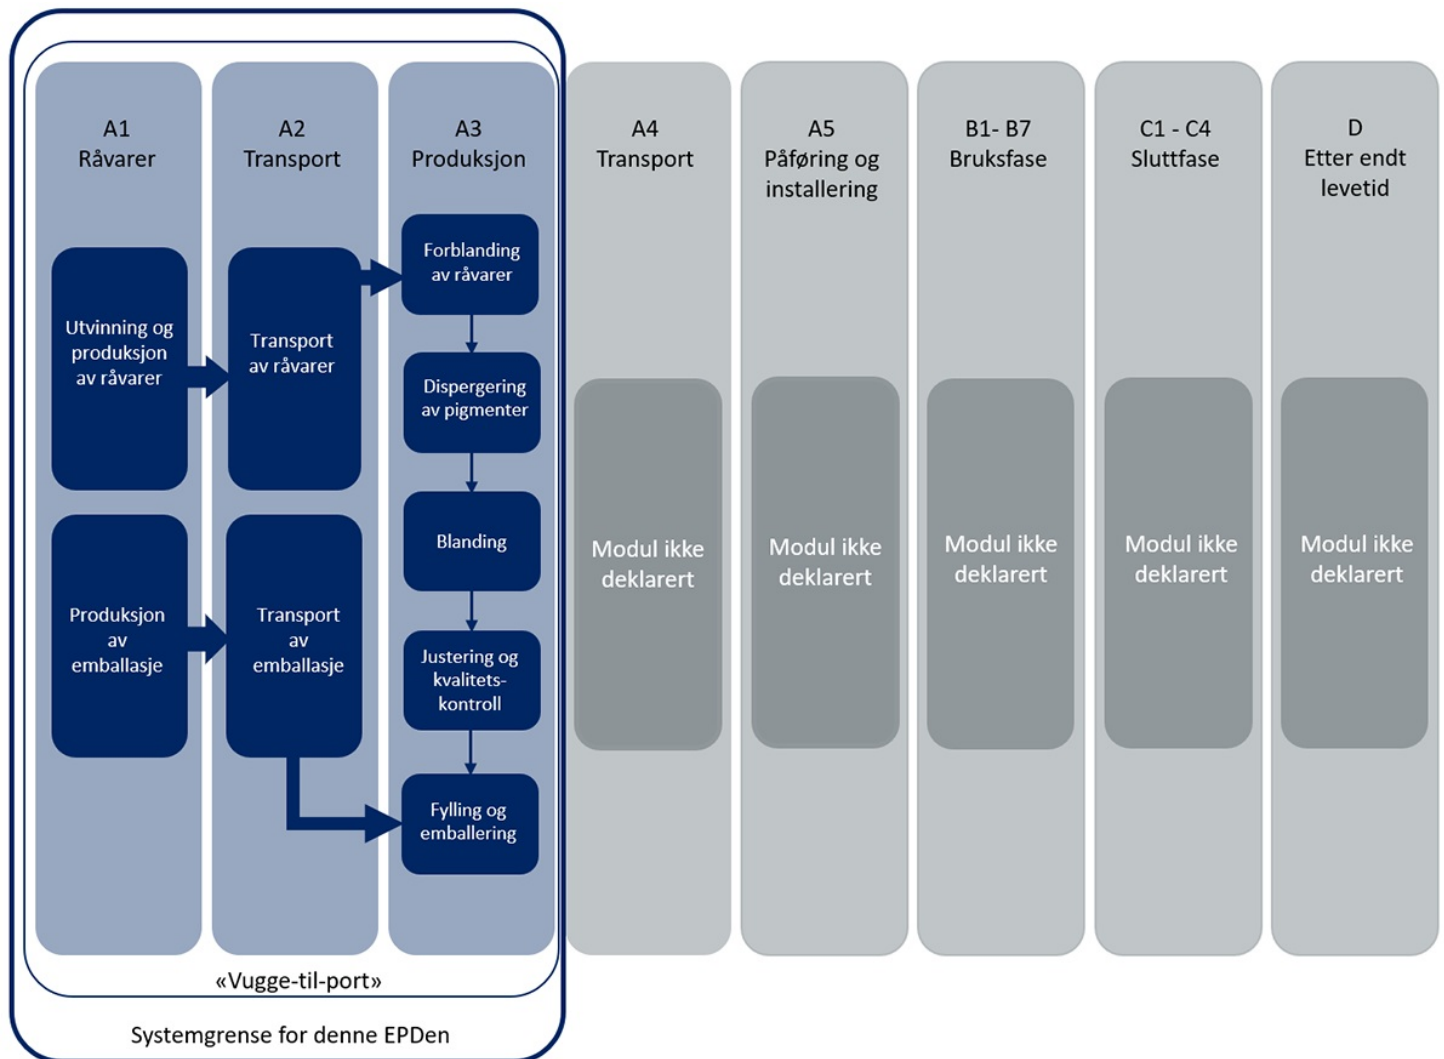 A1
Råvarer
Utvinning og
produksjon
av råvarer
Produksjon
av
emballasje
A2
Transport
Transport
av råvarer
Transport
av
emballasje
A3
Produksjon
Forblanding
av råvarer
Dispergering
av pigmenter
Blanding
Justering og
kvalitets-
kontroll
Fylling og
emballering
«Vugge-til-port»
Systemgrense for denne EPDen
A4
Transport
Modul ikke
deklarert
A5
Påføring og
installering
Modul ikke
deklarert
B1- B7
Bruksfase
Modul ikke
deklarert
C1 - C4
Sluttfase
Modul ikke
deklarert
D
Etter endt
levetid
Modul ikke
deklarert